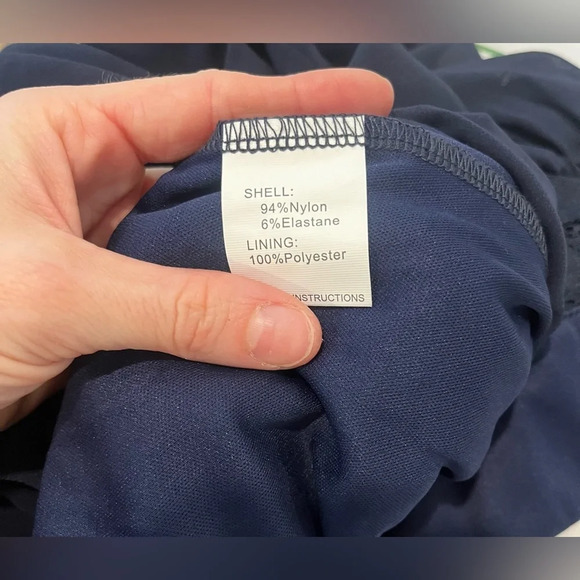 SHELL:
94%Nylon
6%Elastane
LINING:
100%Polyester
INSTRUCTIONS